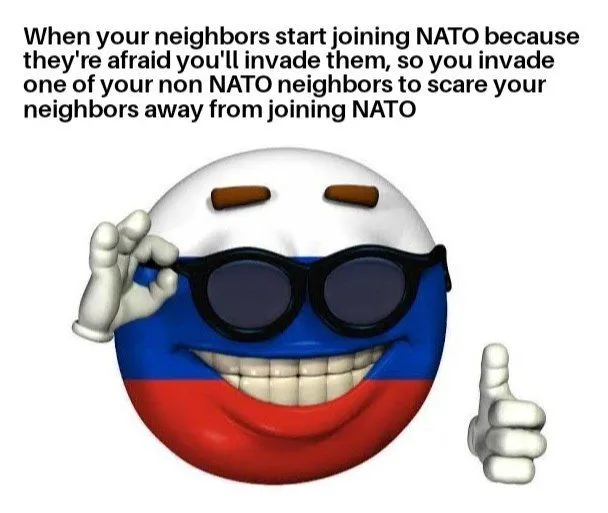 When your neighbors start joining NATO because
they're afraid you'll invade them, so you invade
one of your non NATO neighbors to scare your
neighbors away from joining NATO